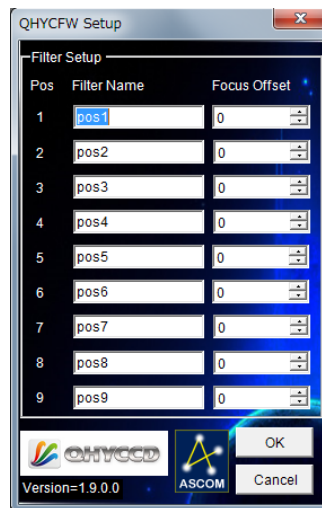 QHYCFW Setup
Filter Setup
Pos Filter Name Focus Offset
1 pos1 0
2 pos2 0
3 pos3 0
4 pos4 0
5 pos5 0
6 pos6 0
7 pos7 0
8 pos8 0
9 pos9 0
QHYCCD
ASCOM
OK
Cancel
Version=1.9.0.0